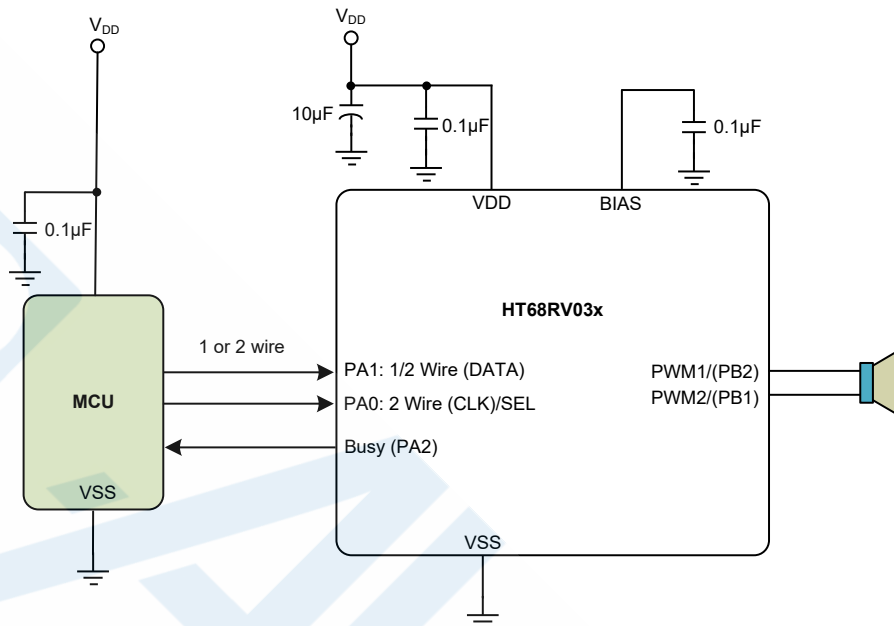 VDD
VDD
10µF
0.1µF
0.1µF
VDD
BIAS
0.1µF
HT68RV03x
1 or 2 wire
PA1: 1/2 Wire (DATA)
PWM1/(PB2)
MCU
PA0: 2 Wire (CLK)/SEL
PWM2/(PB1)
Busy (PA2)
VSS
VSS